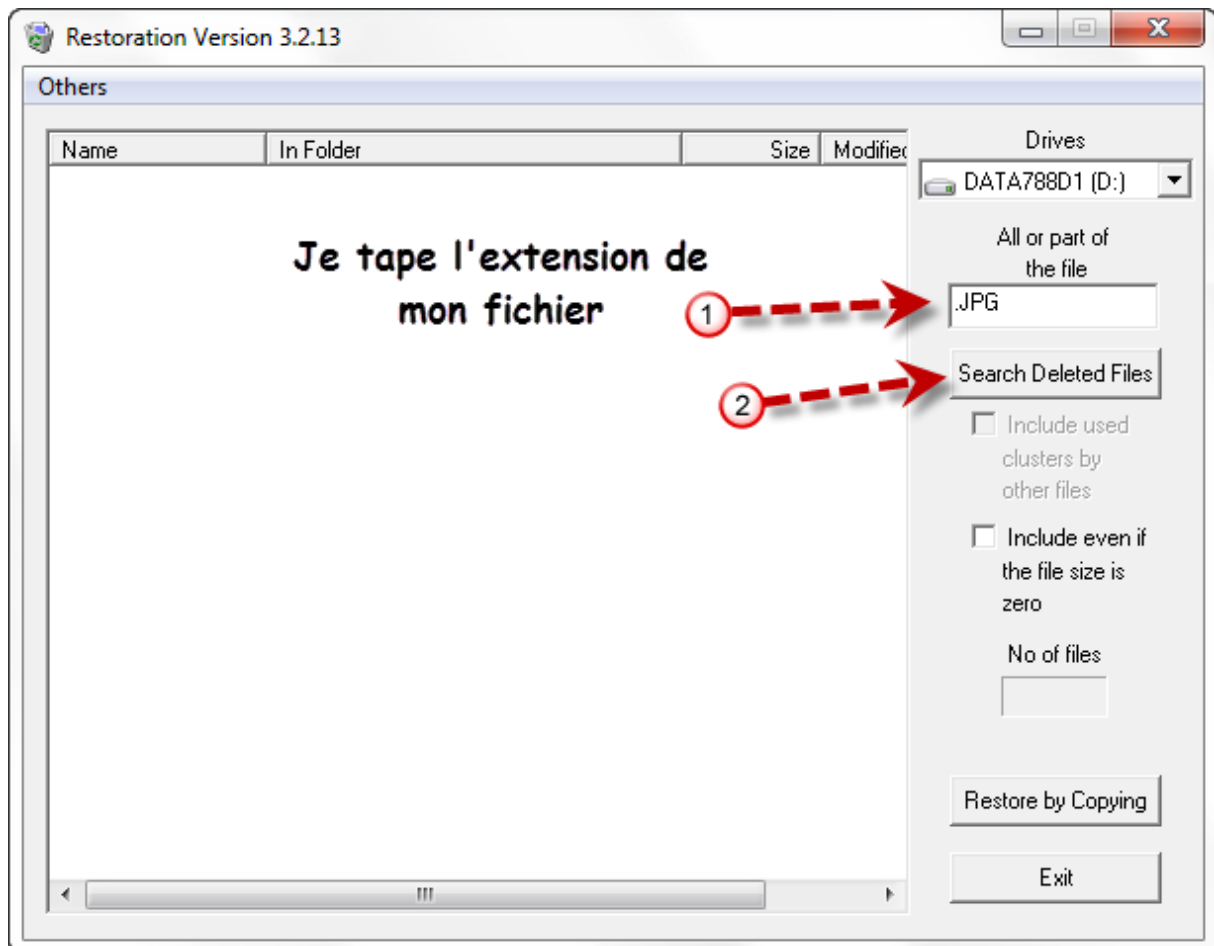 Restoration Version 3.2.13
Others
Name In Folder Size Modified
Drives
DATA788D1 (D:)
Je tape l'extension de
mon fichier
All or part of
the file
1
.JPG
2
Search Deleted Files
Include used
clusters by
other files
Include even if
the file size is
zero
No of files
Restore by Copying
Exit